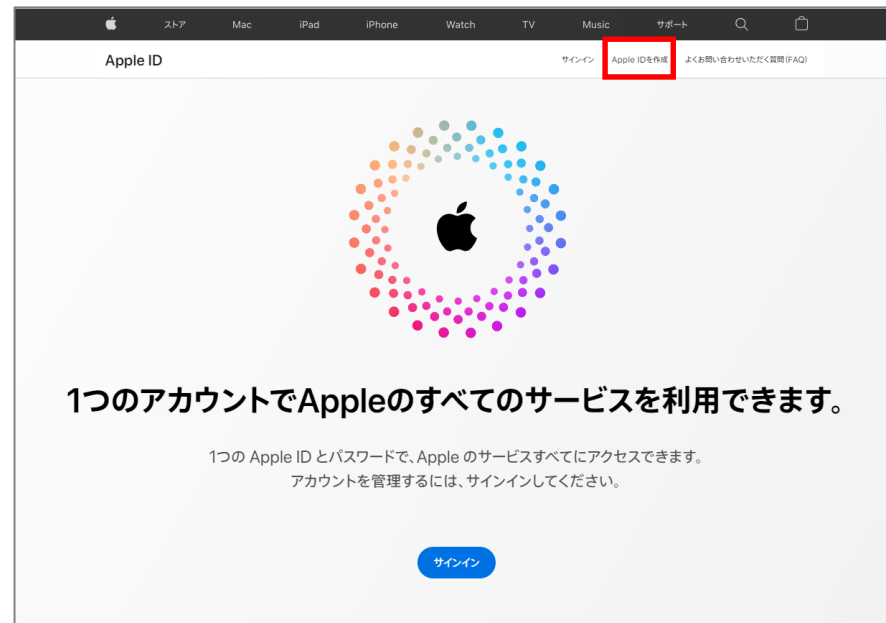 ストア Mac iPad iPhone Watch TV Music サポート
Apple ID サインイン Apple IDを作成 よくお問い合わせいただく質問(FAQ)
1つのアカウントでAppleのすべてのサービスを利用できます。
1つの Apple ID とパスワードで、Apple のサービスすべてにアクセスできます。
アカウントを管理するには、サインインしてください。
サインイン